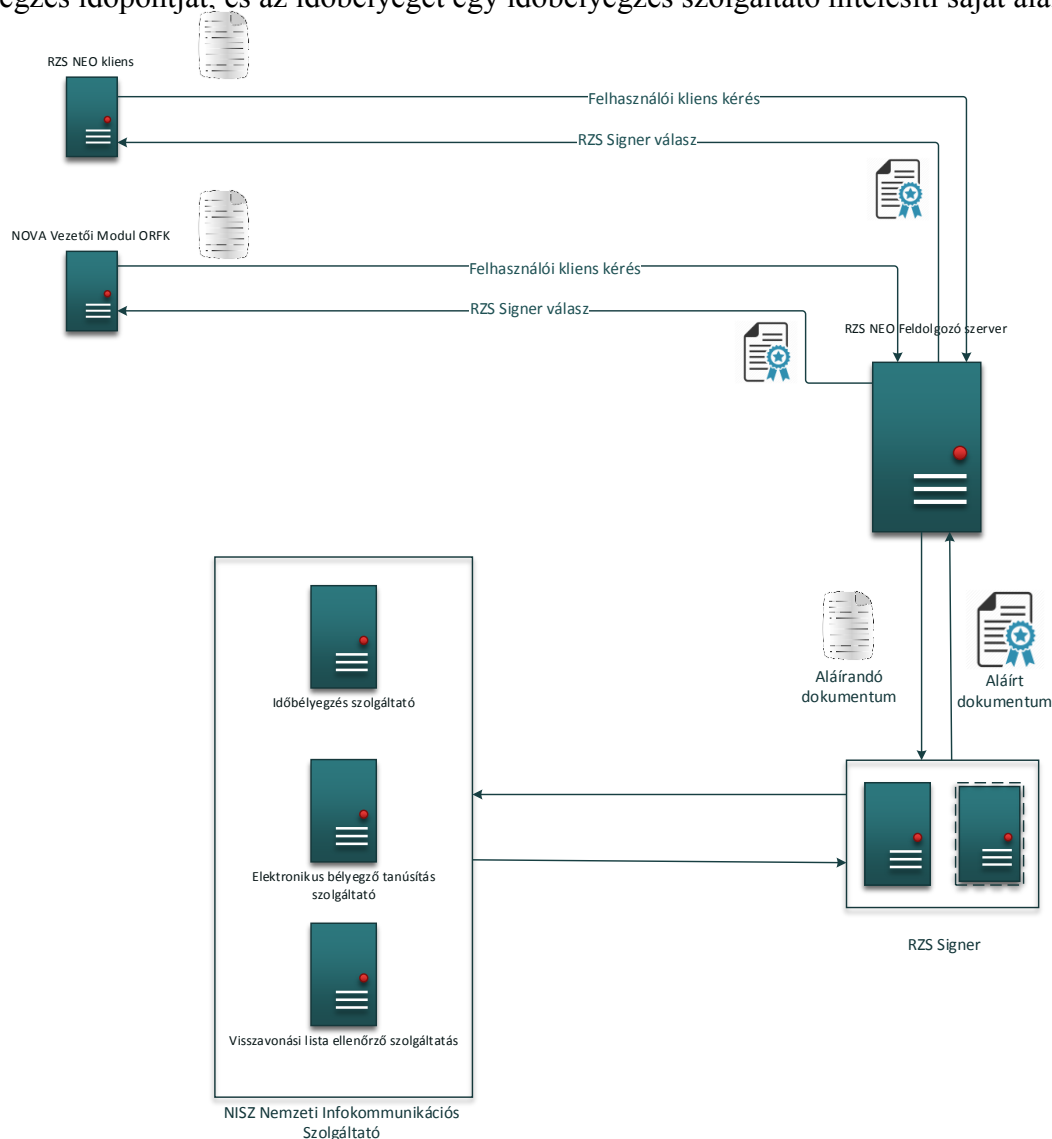 egzés időpontját, és az időbélyeget egy időbélyegzés szolgáltató hitelesíti saját alá
RZS NEO kliens
Felhasználói kliens kérés
RZS Signer válasz
NOVA Vezetői Modul ORFK
Felhasználói kliens kérés
RZS Signer válasz
RZS NEO Feldolgozó szerver
Aláírandó
dokumentum
Aláírt
dokumentum
Időbélyegzés szolgáltató
Elektronikus bélyegző tanúsítás
szolgáltató
RZS Signer
Visszavonási lista ellenőrző szolgáltatás
NISZ Nemzeti Infokommunikációs
Szolgáltató